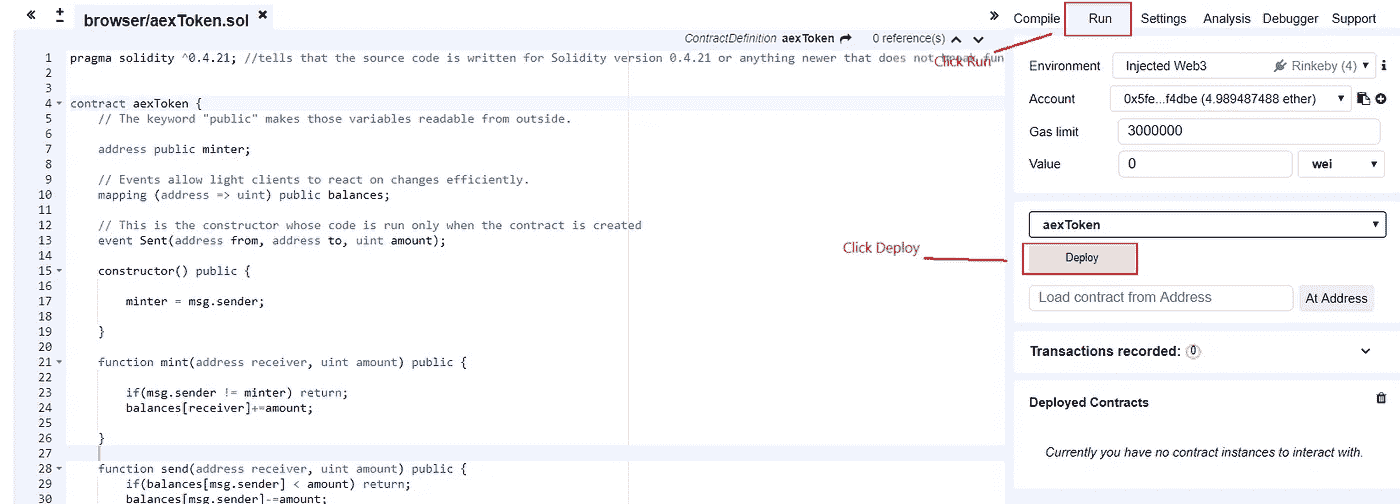 browser/aexToken.sol
ContractDefinition aexToken 0 reference(s)
1 pragma solidity ^0.4.21; //tells that the source code is written for Solidity version 0.4.21 or anything newer that does not break fun
2
3
4 contract aexToken {
5 // The keyword "public" makes those variables readable from outside.
6
7 address public minter;
8
9 // Events allow light clients to react on changes efficiently.
10 mapping (address => uint) public balances;
11
12 // This is the constructor whose code is run only when the contract is created
13 event Sent(address from, address to, uint amount);
14
15 constructor() public {
16
17 minter = msg.sender;
18
19 }
20
21 function mint(address receiver, uint amount) public {
22
23 if(msg.sender != minter) return;
24 balances[receiver]+=amount;
25
26 }
27
28 function send(address receiver, uint amount) public {
29 if(balances[msg.sender] < amount) return;
30 balances[msg.sender]-=amount;
Click Run
Click Deploy
Compile Run Settings Analysis Debugger Support
Environment Injected Web3 Rinkeby (4)
Account 0x5fe...f4dbe (4.989487488 ether)
Gas limit 3000000
Value 0 wei
aexToken
Deploy
Load contract from Address At Address
Transactions recorded: 0
Deployed Contracts
Currently you have no contract instances to interact with.